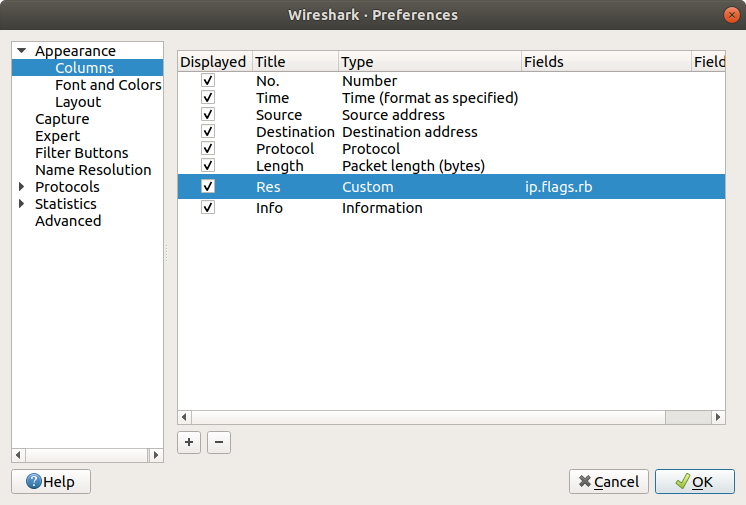 Wireshark · Preferences
Appearance
Columns
Font and Colors
Layout
Capture
Expert
Filter Buttons
Name Resolution
Protocols
Statistics
Advanced
Displayed Title Type Fields Field
No. Number
Time Time (format as specified)
Source Source address
Destination Destination address
Protocol Protocol
Length Packet length (bytes)
Res Custom ip.flags.rb
Info Information
+ −
Help Cancel OK